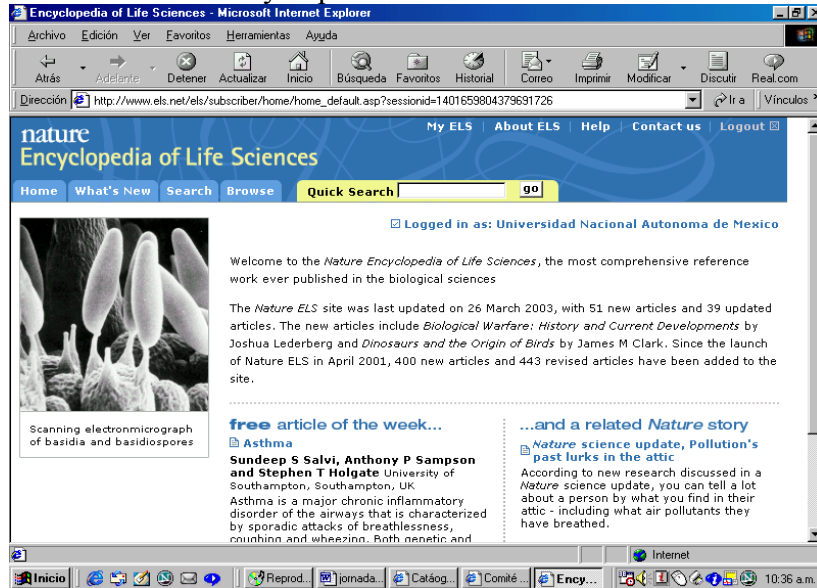 Encyclopedia of Life Sciences - Microsoft Internet Explorer
Archivo Edición Ver Favoritos Herramientas Ayuda
Atrás Adelante Detener Actualizar Inicio Búsqueda Favoritos Historial Correo Imprimir Modificar Discutir Real.com
Dirección http://www.els.net/els/subscriber/home/home_default.asp?sessionid=1401659804379691726 Ir a Vínculos
My ELS | About ELS | Help | Contact us | Logout
nature
Encyclopedia of Life Sciences
Home What's New Search Browse Quick Search go
Logged in as: Universidad Nacional Autonoma de Mexico
Welcome to the Nature Encyclopedia of Life Sciences, the most comprehensive reference
work ever published in the biological sciences
The Nature ELS site was last updated on 26 March 2003, with 51 new articles and 39 updated
articles. The new articles include Biological Warfare: History and Current Developments by
Joshua Lederberg and Dinosaurs and the Origin of Birds by James M Clark. Since the launch
of Nature ELS in April 2001, 400 new articles and 443 revised articles have been added to the
site.
Scanning electronmicrograph
of basidia and basidiospores
free article of the week...
Asthma
Sundeep S Salvi, Anthony P Sampson
and Stephen T Holgate University of
Southampton, Southampton, UK
Asthma is a major chronic inflammatory
disorder of the airways that is characterized
by sporadic attacks of breathlessness,
coughing and wheezing. Both genetic and
...and a related Nature story
Nature science update, Pollution's
past lurks in the attic
According to new research discussed in a
Nature science update, you can tell a lot
about a person by what you find in their
attic - including what air pollutants they
have breathed.
Internet
Inicio Reprod... jornada... Catálog... Comité ... Ency... 10:36 a.m.